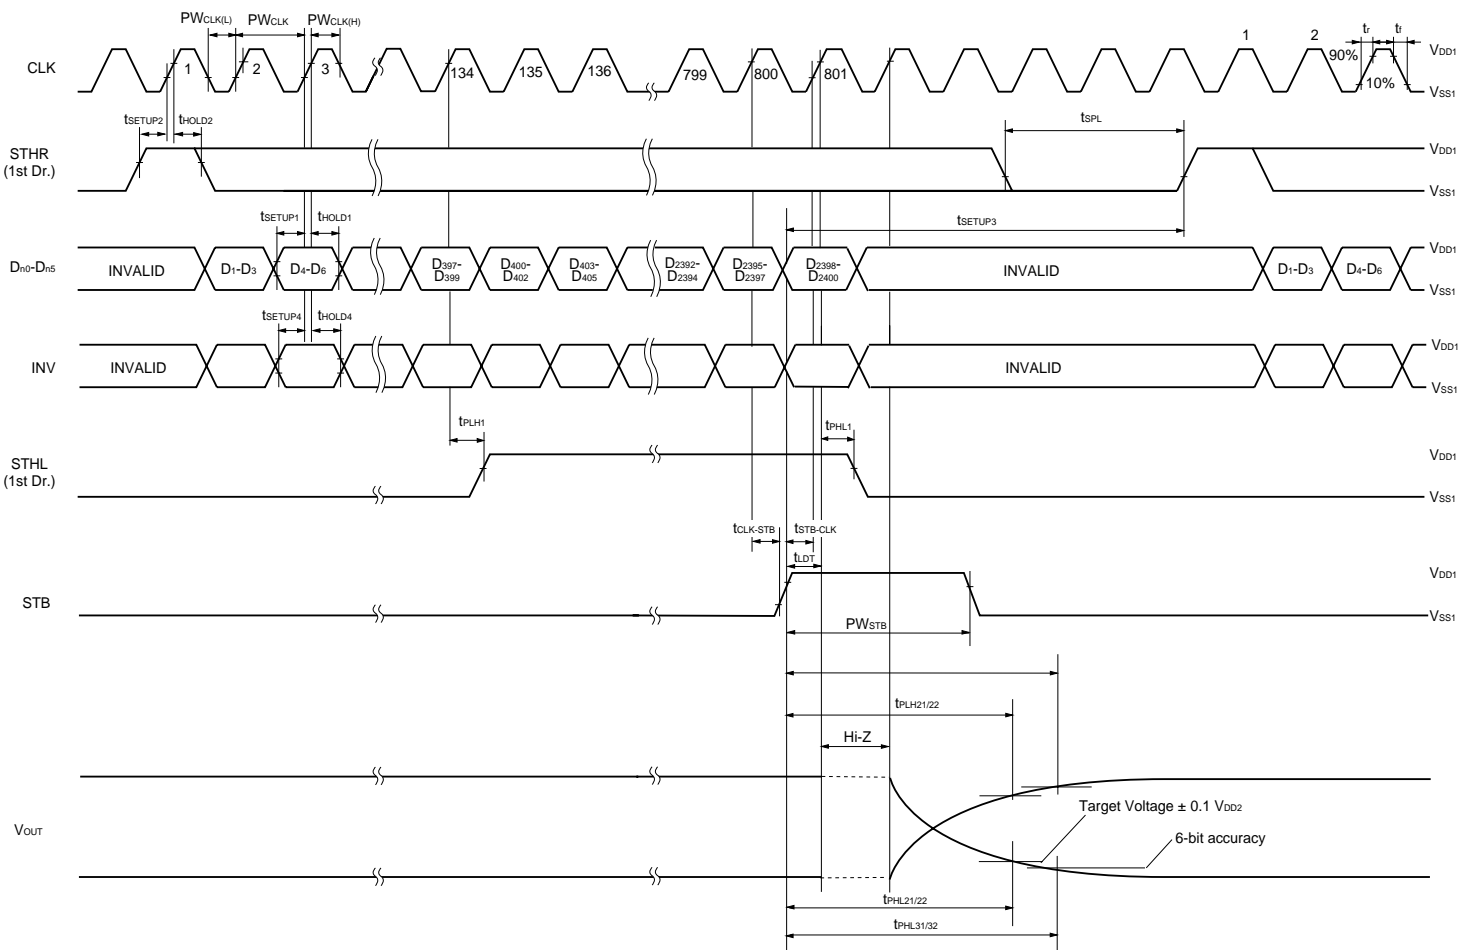 PWCLK(L) PWCLK PWCLK(H)
1 2 tr tf
CLK 1 2 3 134 135 136 799 800 801 90% 10% VDD1
VSS1
tSETUP2 tHOLD2 tSPL
STHR
(1st Dr.)
VDD1
VSS1
tSETUP1 tHOLD1 tSETUP3
Dn0-Dn5 INVALID D1-D3 D4-D6 D397-
D399 D400-
D402 D403-
D405 D2392-
D2394 D2395-
D2397 D2398-
D2400 INVALID D1-D3 D4-D6 VDD1
VSS1
tSETUP4 tHOLD4
INV INVALID INVALID VDD1
VSS1
tPLH1 tPHL1
STHL
(1st Dr.)
VDD1
VSS1
tCLK-STB tSTB-CLK
tLDT
STB VDD1
VSS1
PWSTB
tPLH21/22
Hi-Z
VOUT
Target Voltage ± 0.1 VDD2
6-bit accuracy
tPHL21/22
tPHL31/32